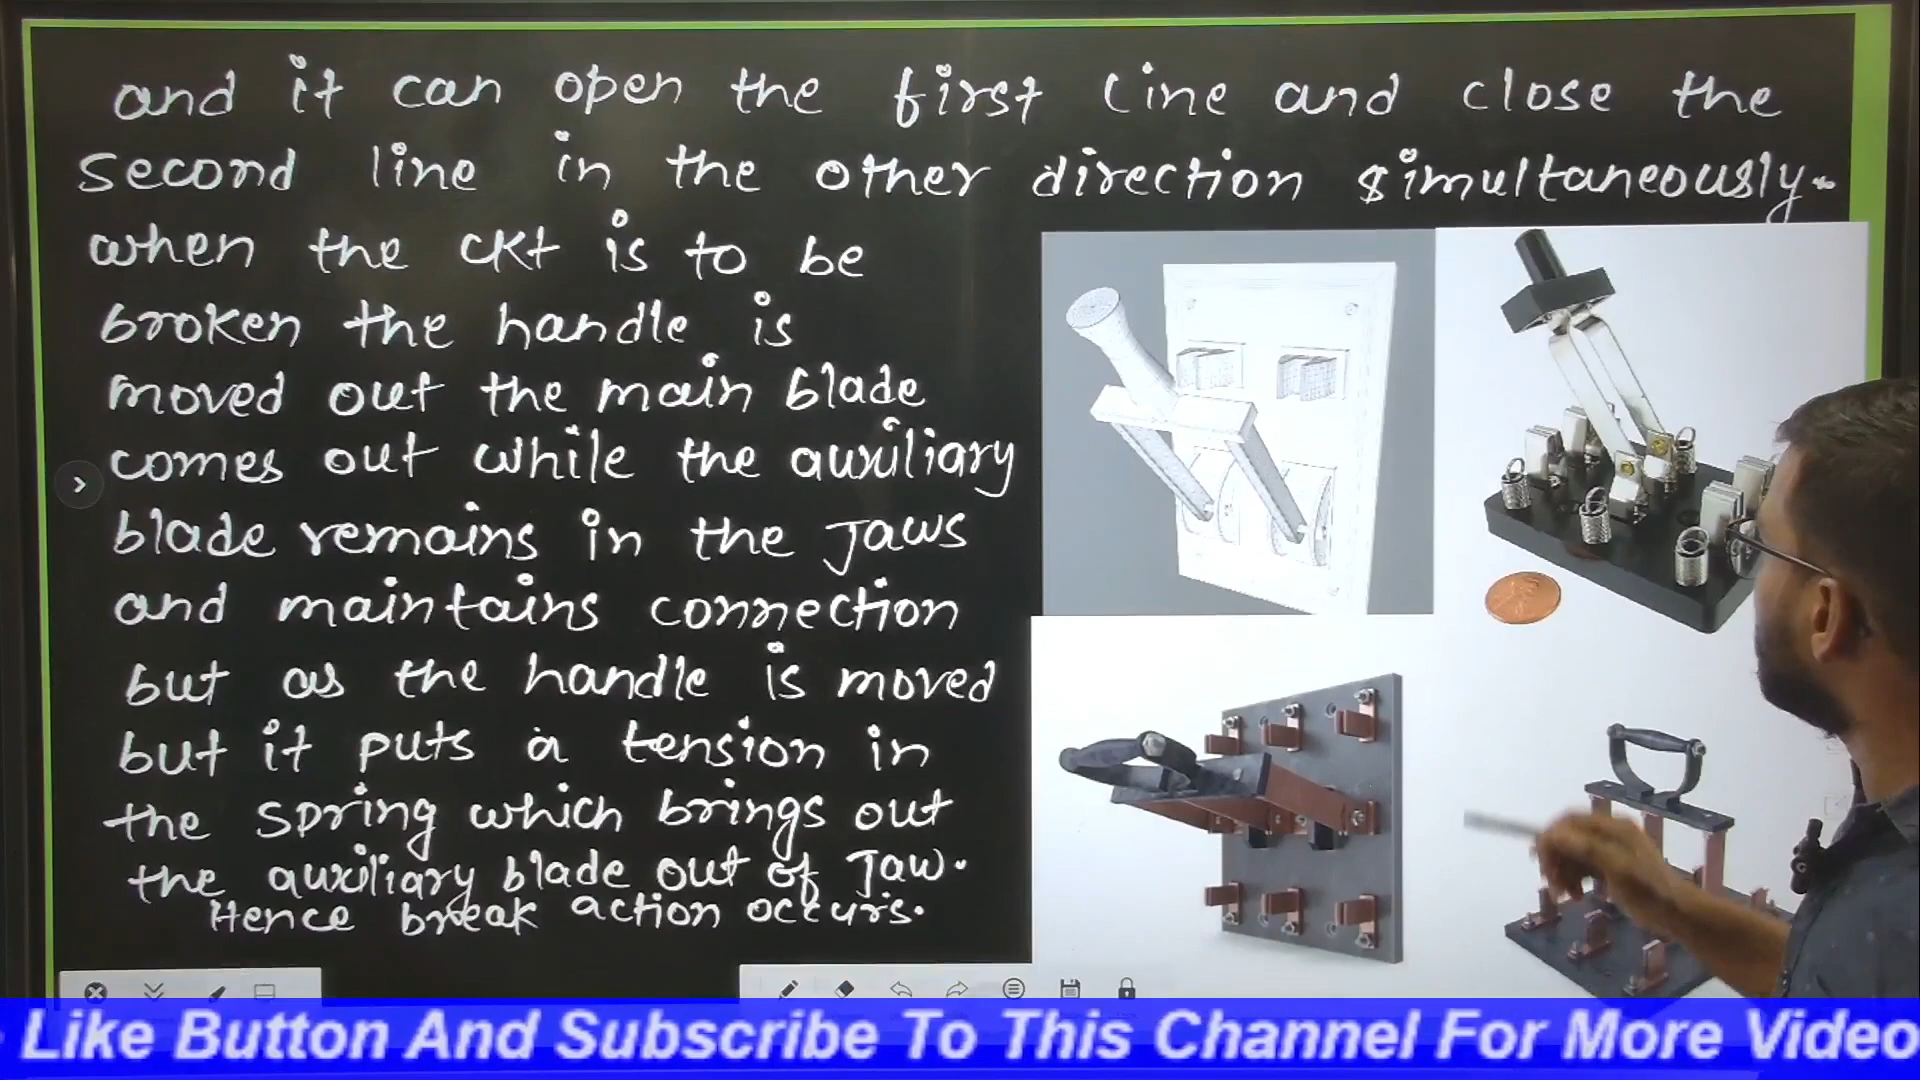 and it can open the first line and close the
second line in the other direction simultaneously.
when the ckt is to be
broken the handle is
moved out the main blade
comes out while the auxiliary
blade remains in the Jaws
and maintains connection
but as the handle is moved
but it puts a tension in
the spring which brings out
the auxiliary blade out of Jaw.
Hence break action occurs.
Like Button And Subscribe To This Channel For More Video